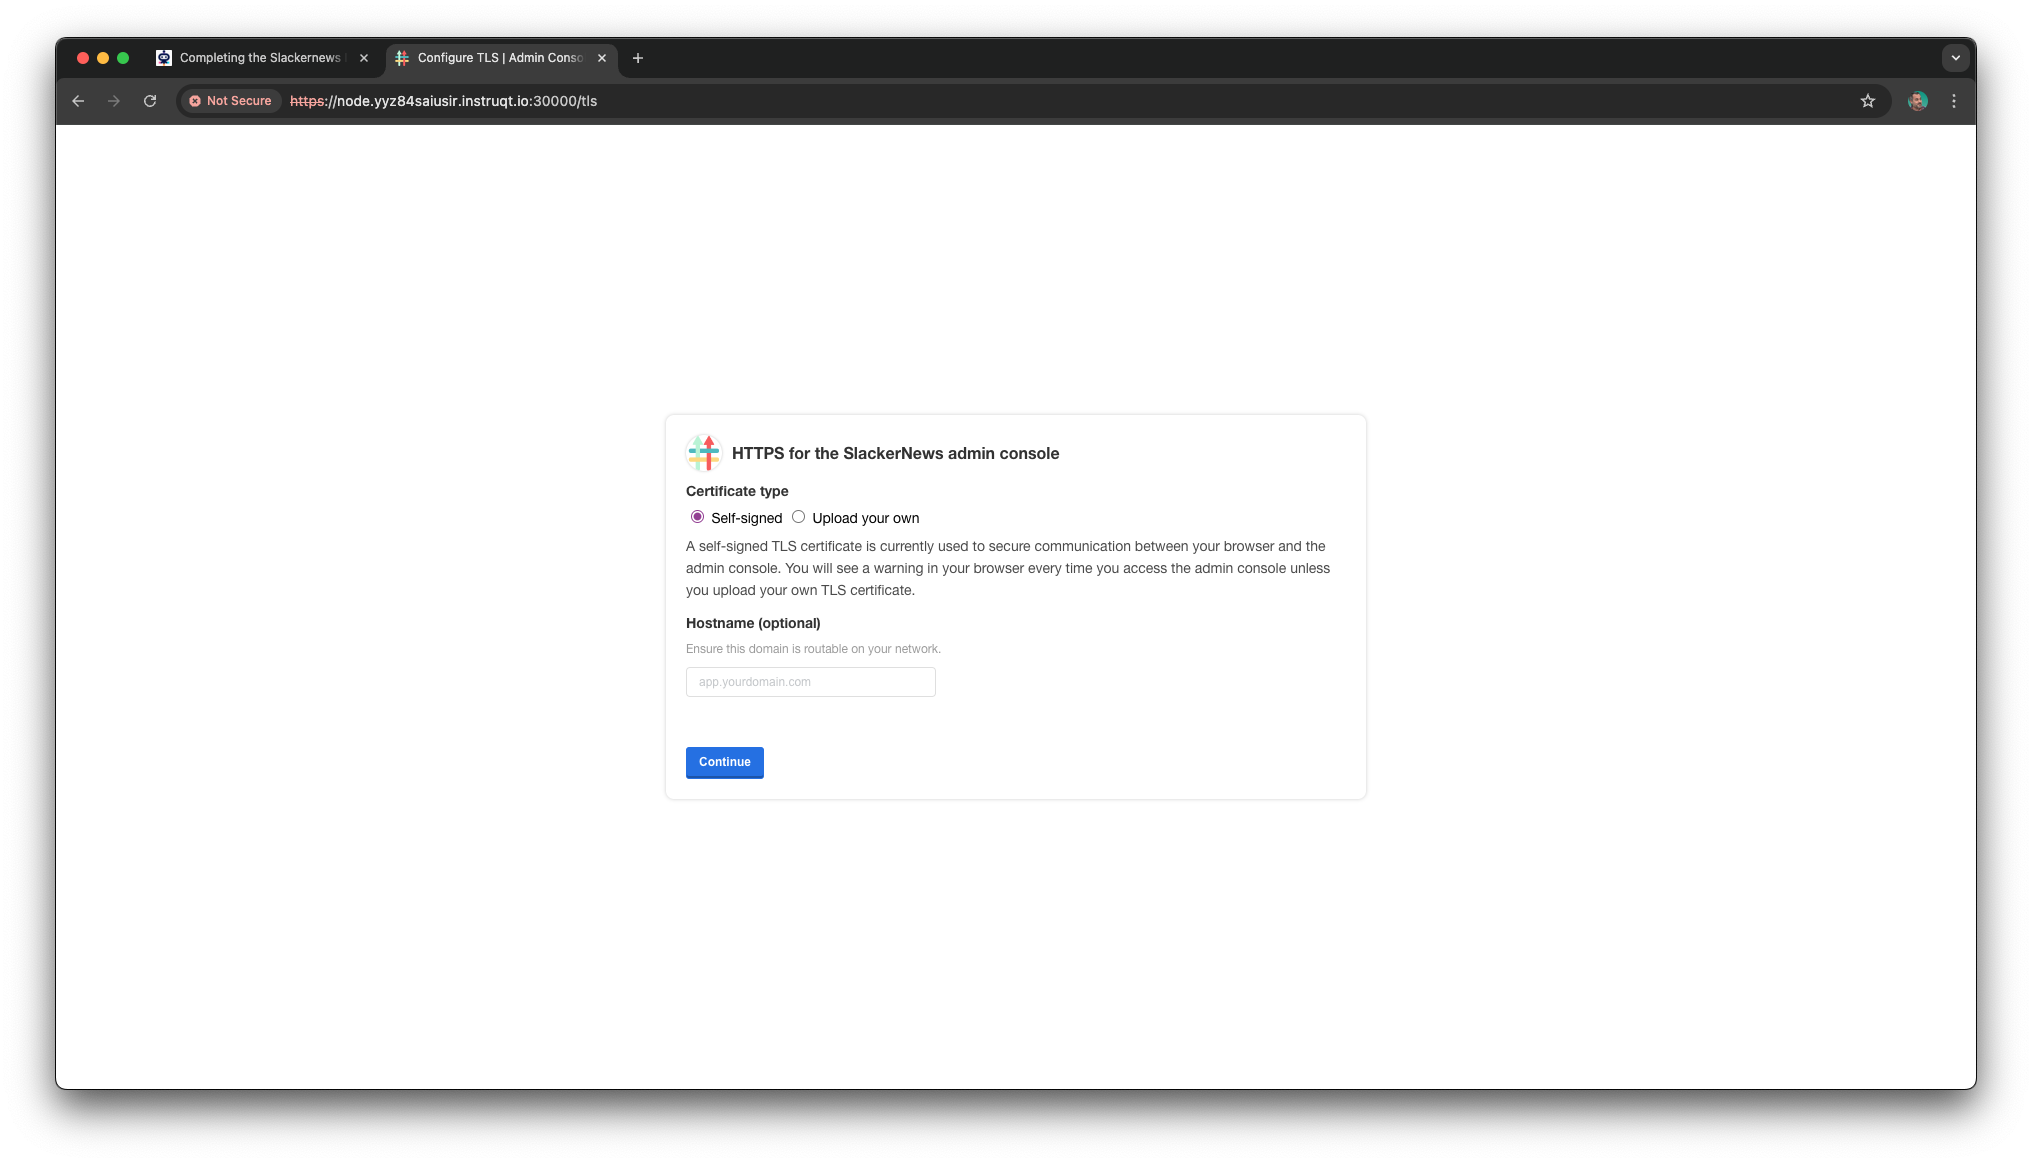 Completing the Slackernews
Configure TLS | Admin Conso
Not Secure
https://node.yyz84saiusir.instruqt.io:30000/tls
HTTPS for the SlackerNews admin console
Certificate type
Self-signed
Upload your own
A self-signed TLS certificate is currently used to secure communication between your browser and the
admin console. You will see a warning in your browser every time you access the admin console unless
you upload your own TLS certificate.
Hostname (optional)
Ensure this domain is routable on your network.
app.yourdomain.com
Continue